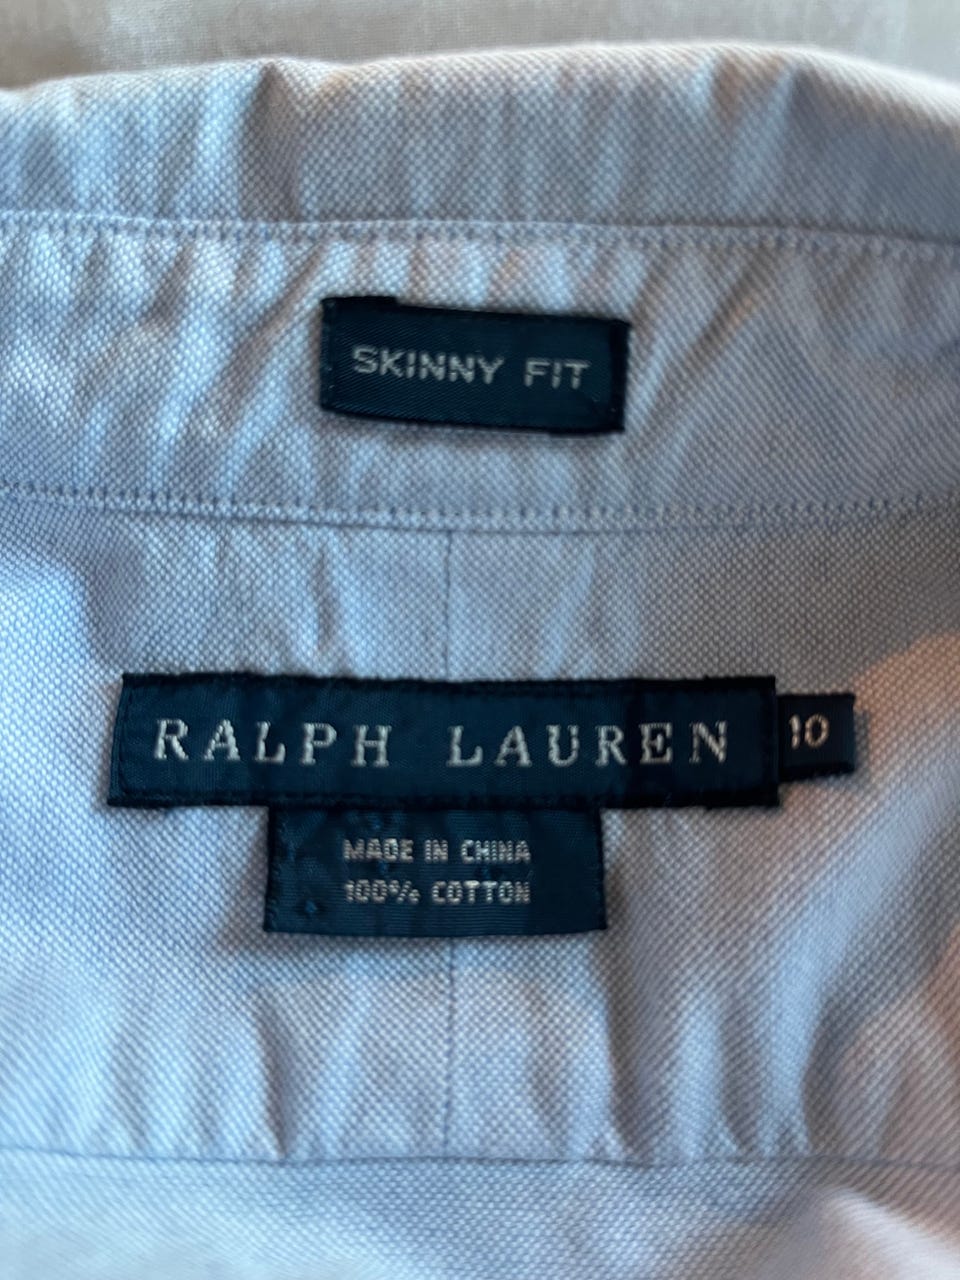 SKINNY FIT
RALPH LAUREN
10
MADE IN CHINA
100% COTTON